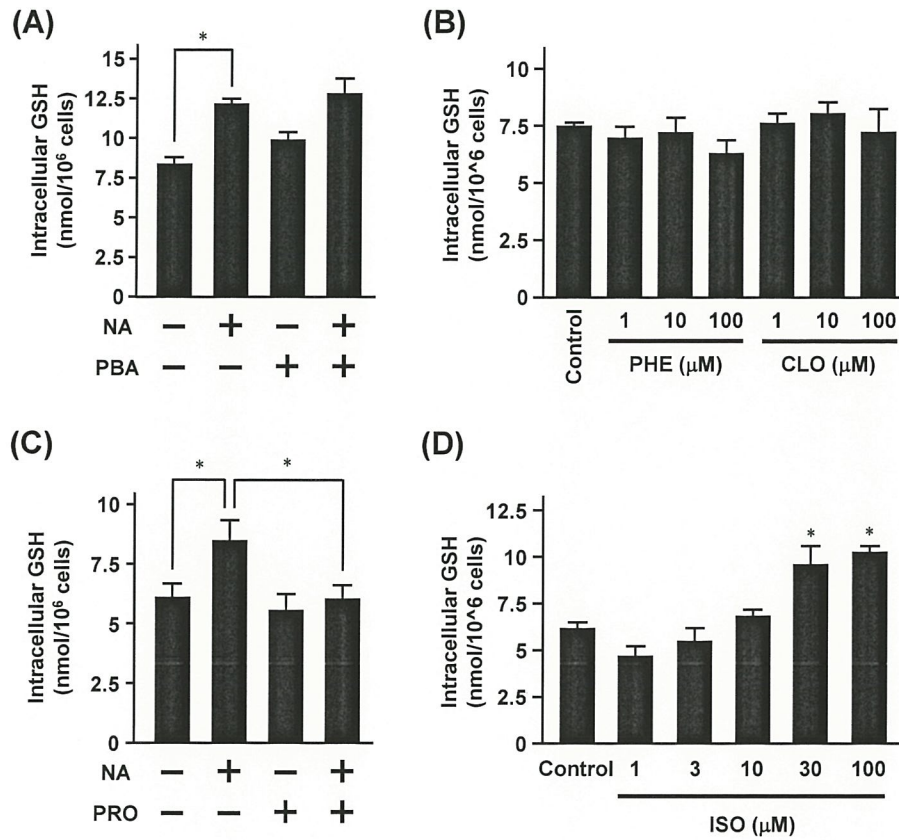 (A)
*
Intracellular GSH
(nmol/10⁶ cells)
15
12.5
10
7.5
5
2.5
0
NA − + − +
PBA − − + +
(B)
Intracellular GSH
(nmol/10^6 cells)
10
7.5
5
2.5
0
Control 1 10 100 1 10 100
PHE (μM) CLO (μM)
(C)
* *
Intracellular GSH
(nmol/10⁶ cells)
10
7.5
5
2.5
0
NA − + − +
PRO − − + +
(D)
Intracellular GSH
(nmol/10^6 cells)
12.5
10
7.5
5
2.5
0
* *
Control 1 3 10 30 100
ISO (μM)